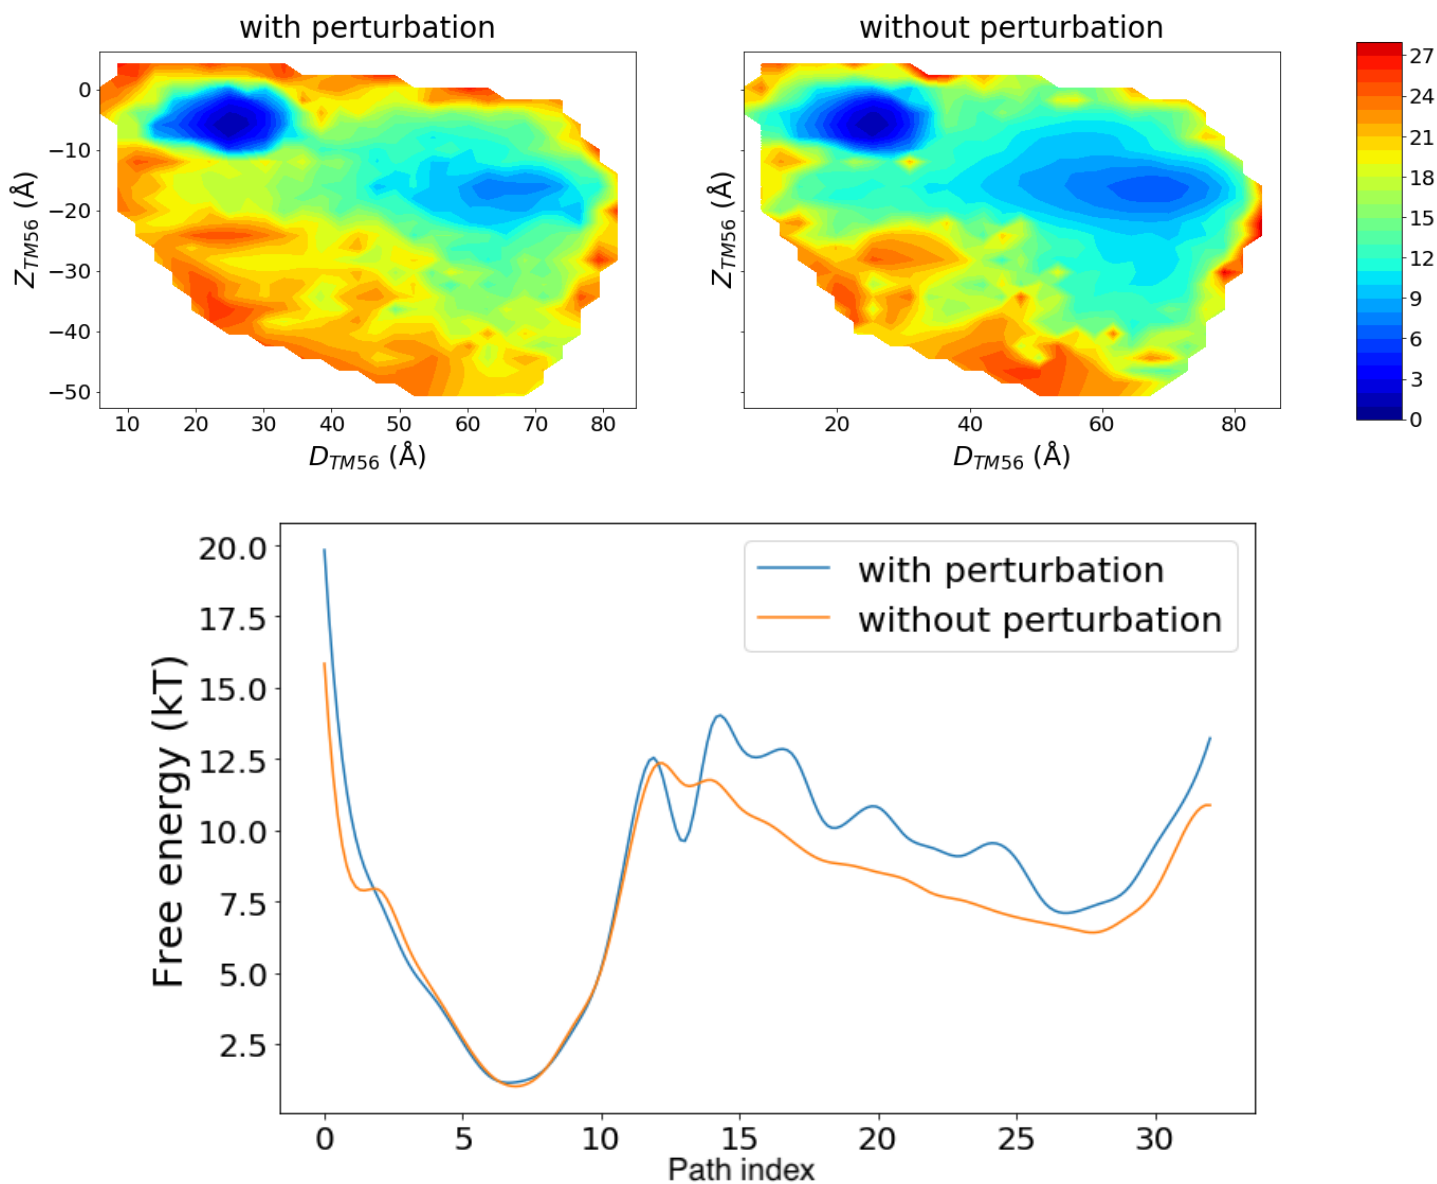 with perturbation
without perturbation
0
−10
−20
−30
−40
−50
Z_TM56 (Å)
10 20 30 40 50 60 70 80
D_TM56 (Å)
Z_TM56 (Å)
20 40 60 80
D_TM56 (Å)
27
24
21
18
15
12
9
6
3
0
20.0
17.5
15.0
12.5
10.0
7.5
5.0
2.5
Free energy (kT)
with perturbation
without perturbation
0 5 10 15 20 25 30
Path index